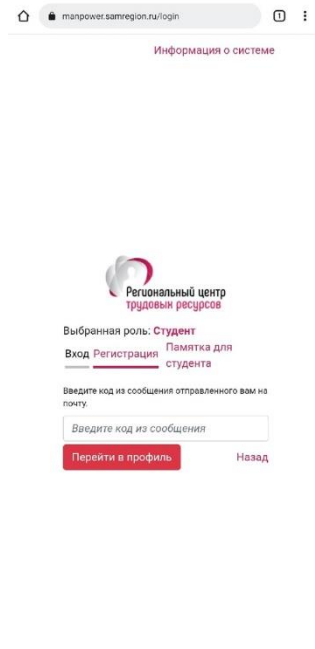 manpower.samregion.ru/login
1
Информация о системе
Региональный центр
трудовых ресурсов
Выбранная роль: Студент
Вход Регистрация Памятка для
студента
Введите код из сообщения отправленного вам на
почту.
Введите код из сообщения
Перейти в профиль Назад